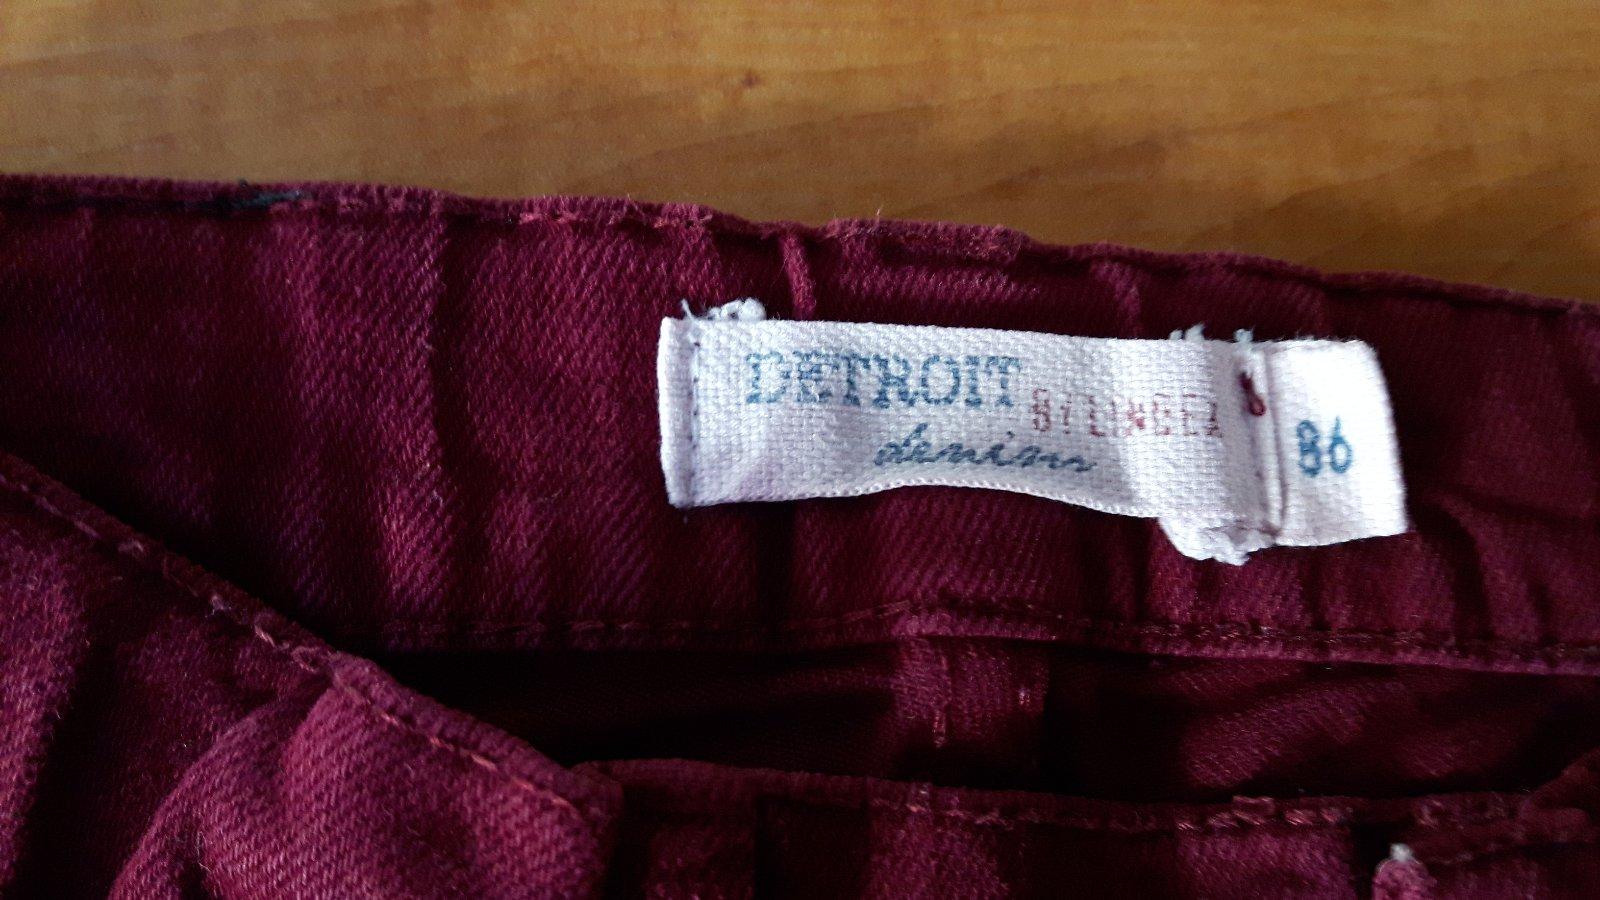 DETROIT
BY LINDEX
denim
86